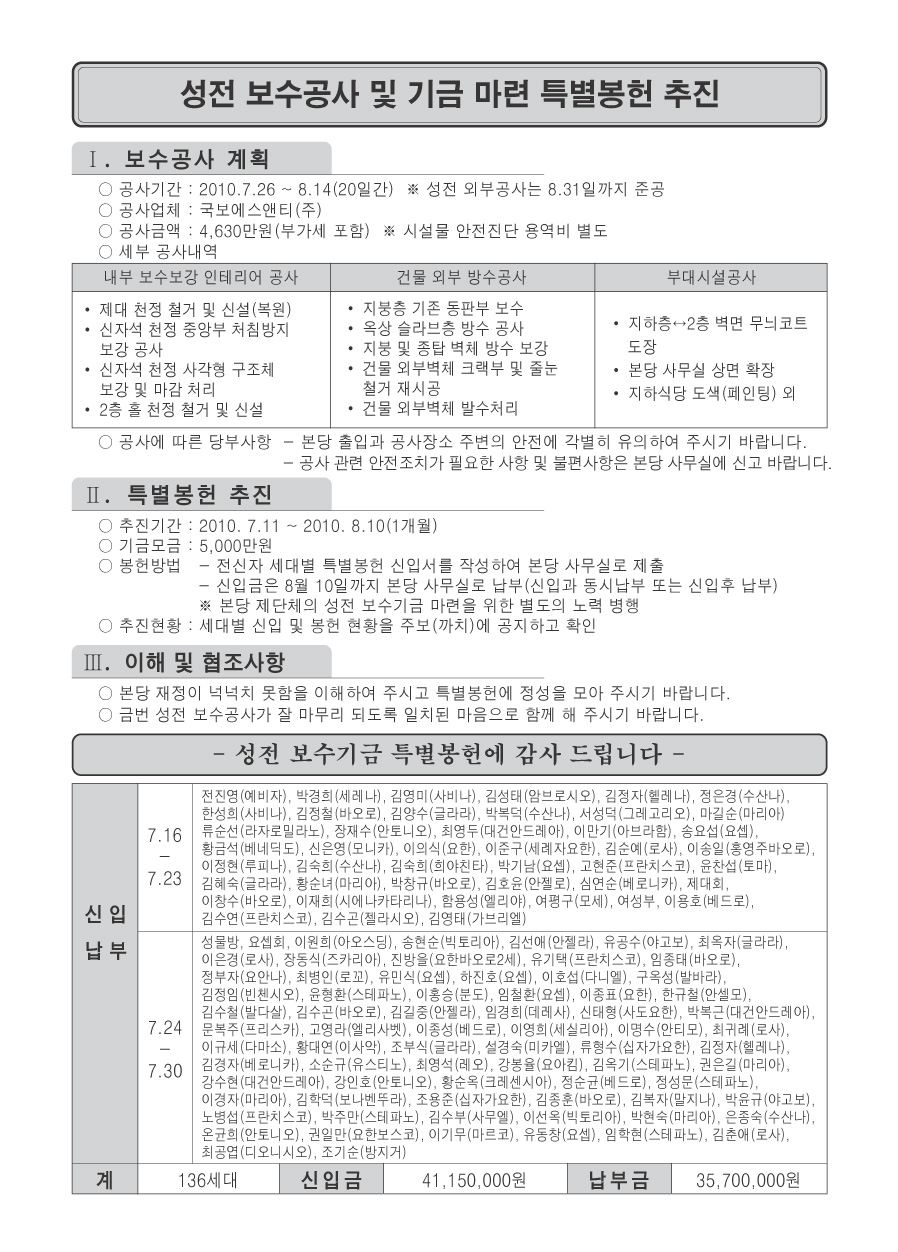 성전 보수공사 및 기금 마련 특별봉헌 추진
Ⅰ. 보수공사 계획
○ 공사기간 : 2010.7.26 ~ 8.14(20일간) ※ 성전 외부공사는 8.31일까지 준공
○ 공사업체 : 국보에스앤티(주)
○ 공사금액 : 4,630만원(부가세 포함) ※ 시설물 안전진단 용역비 별도
○ 세부 공사내역
내부 보수보강 인테리어 공사
• 제대 천정 철거 및 신설(복원)
• 신자석 천정 중앙부 처침방지
보강 공사
• 신자석 천정 사각형 구조체
보강 및 마감 처리
• 2층 홀 천정 철거 및 신설
건물 외부 방수공사
• 지붕층 기존 동판부 보수
• 옥상 슬라브층 방수 공사
• 지붕 및 종탑 벽체 방수 보강
• 건물 외부벽체 크랙부 및 줄눈
철거 재시공
• 건물 외부벽체 발수처리
부대시설공사
• 지하층↔2층 벽면 무늬코트
도장
• 본당 사무실 상면 확장
• 지하식당 도색(페인팅) 외
○ 공사에 따른 당부사항 － 본당 출입과 공사장소 주변의 안전에 각별히 유의하여 주시기 바랍니다.
－ 공사 관련 안전조치가 필요한 사항 및 불편사항은 본당 사무실에 신고 바랍니다.
Ⅱ. 특별봉헌 추진
○ 추진기간 : 2010. 7.11 ~ 2010. 8.10(1개월)
○ 기금모금 : 5,000만원
○ 봉헌방법 － 전신자 세대별 특별봉헌 신입서를 작성하여 본당 사무실로 제출
－ 신입금은 8월 10일까지 본당 사무실로 납부(신입과 동시납부 또는 신입후 납부)
※ 본당 제단체의 성전 보수기금 마련을 위한 별도의 노력 병행
○ 추진현황 : 세대별 신입 및 봉헌 현황을 주보(까치)에 공지하고 확인
Ⅲ. 이해 및 협조사항
○ 본당 재정이 넉넉치 못함을 이해하여 주시고 특별봉헌에 정성을 모아 주시기 바랍니다.
○ 금번 성전 보수공사가 잘 마무리 되도록 일치된 마음으로 함께 해 주시기 바랍니다.
- 성전 보수기금 특별봉헌에 감사 드립니다 -
신 입
납 부
7.16
－
7.23
전진영(예비자), 박경희(세레나), 김영미(사비나), 김성태(암브로시오), 김정자(헬레나), 정은경(수산나),
한성희(사비나), 김정철(바오로), 김양수(글라라), 박복덕(수산나), 서성덕(그레고리오), 마길순(마리아)
류순선(라자로밀라노), 장재수(안토니오), 최영두(대건안드레아), 이만기(아브라함), 송요섭(요셉),
황금석(베네딕도), 신은영(모니카), 이의식(요한), 이준구(세례자요한), 김순예(로사), 이송일(홍영주바오로),
이정현(루피나), 김숙희(수산나), 김숙희(희야친타), 박기남(요셉), 고현준(프란치스코), 윤찬섭(토마),
김혜숙(글라라), 황순녀(마리아), 박창규(바오로), 김호윤(안젤로), 심연순(베로니카), 제대회,
이창수(바오로), 이재희(시에나카타리나), 함용성(엘리야), 여평구(모세), 여성부, 이용호(베드로),
김수연(프란치스코), 김수곤(젤라시오), 김영태(가브리엘)
7.24
－
7.30
성물방, 요셉회, 이원희(아오스딩), 송현순(빅토리아), 김선애(안젤라), 유공수(야고보), 최옥자(글라라),
이은경(로사), 장동식(즈카리아), 진방을(요한바오로2세), 유기택(프란치스코), 임종태(바오로),
정부자(요안나), 최병인(로꼬), 유민식(요셉), 하진호(요셉), 이호섭(다니엘), 구옥성(발바라),
김정임(빈첸시오), 윤형환(스테파노), 이홍승(분도), 임철환(요셉), 이종표(요한), 한규철(안셀모),
김수철(발다살), 김수곤(바오로), 김길중(안젤라), 임경희(데레사), 신태형(사도요한), 박복근(대건안드레아),
문복주(프리스카), 고영라(엘리사벳), 이종성(베드로), 이영희(세실리아), 이명수(안티모), 최귀례(로사),
이규세(다마소), 황대연(이사악), 조부식(글라라), 설경숙(미카엘), 류형수(십자가요한), 김정자(헬레나),
김경자(베로니카), 소순규(유스티노), 최영석(레오), 강봉율(요아킴), 김옥기(스테파노), 권은길(마리아),
강수현(대건안드레아), 강인호(안토니오), 황순옥(크레센시아), 정순균(베드로), 정성문(스테파노),
이경자(마리아), 김학덕(보나벤뚜라), 조용준(십자가요한), 김종훈(바오로), 김복자(말지나), 박윤규(야고보),
노병섭(프란치스코), 박주만(스테파노), 김수부(사무엘), 이선옥(빅토리아), 박현숙(마리아), 은종숙(수산나),
온균희(안토니오), 권일만(요한보스코), 이기무(마르코), 유동창(요셉), 임학현(스테파노), 김춘애(로사),
최공엽(디오니시오), 조기순(방지거)
계 136세대 신입금 41,150,000원 납부금 35,700,000원